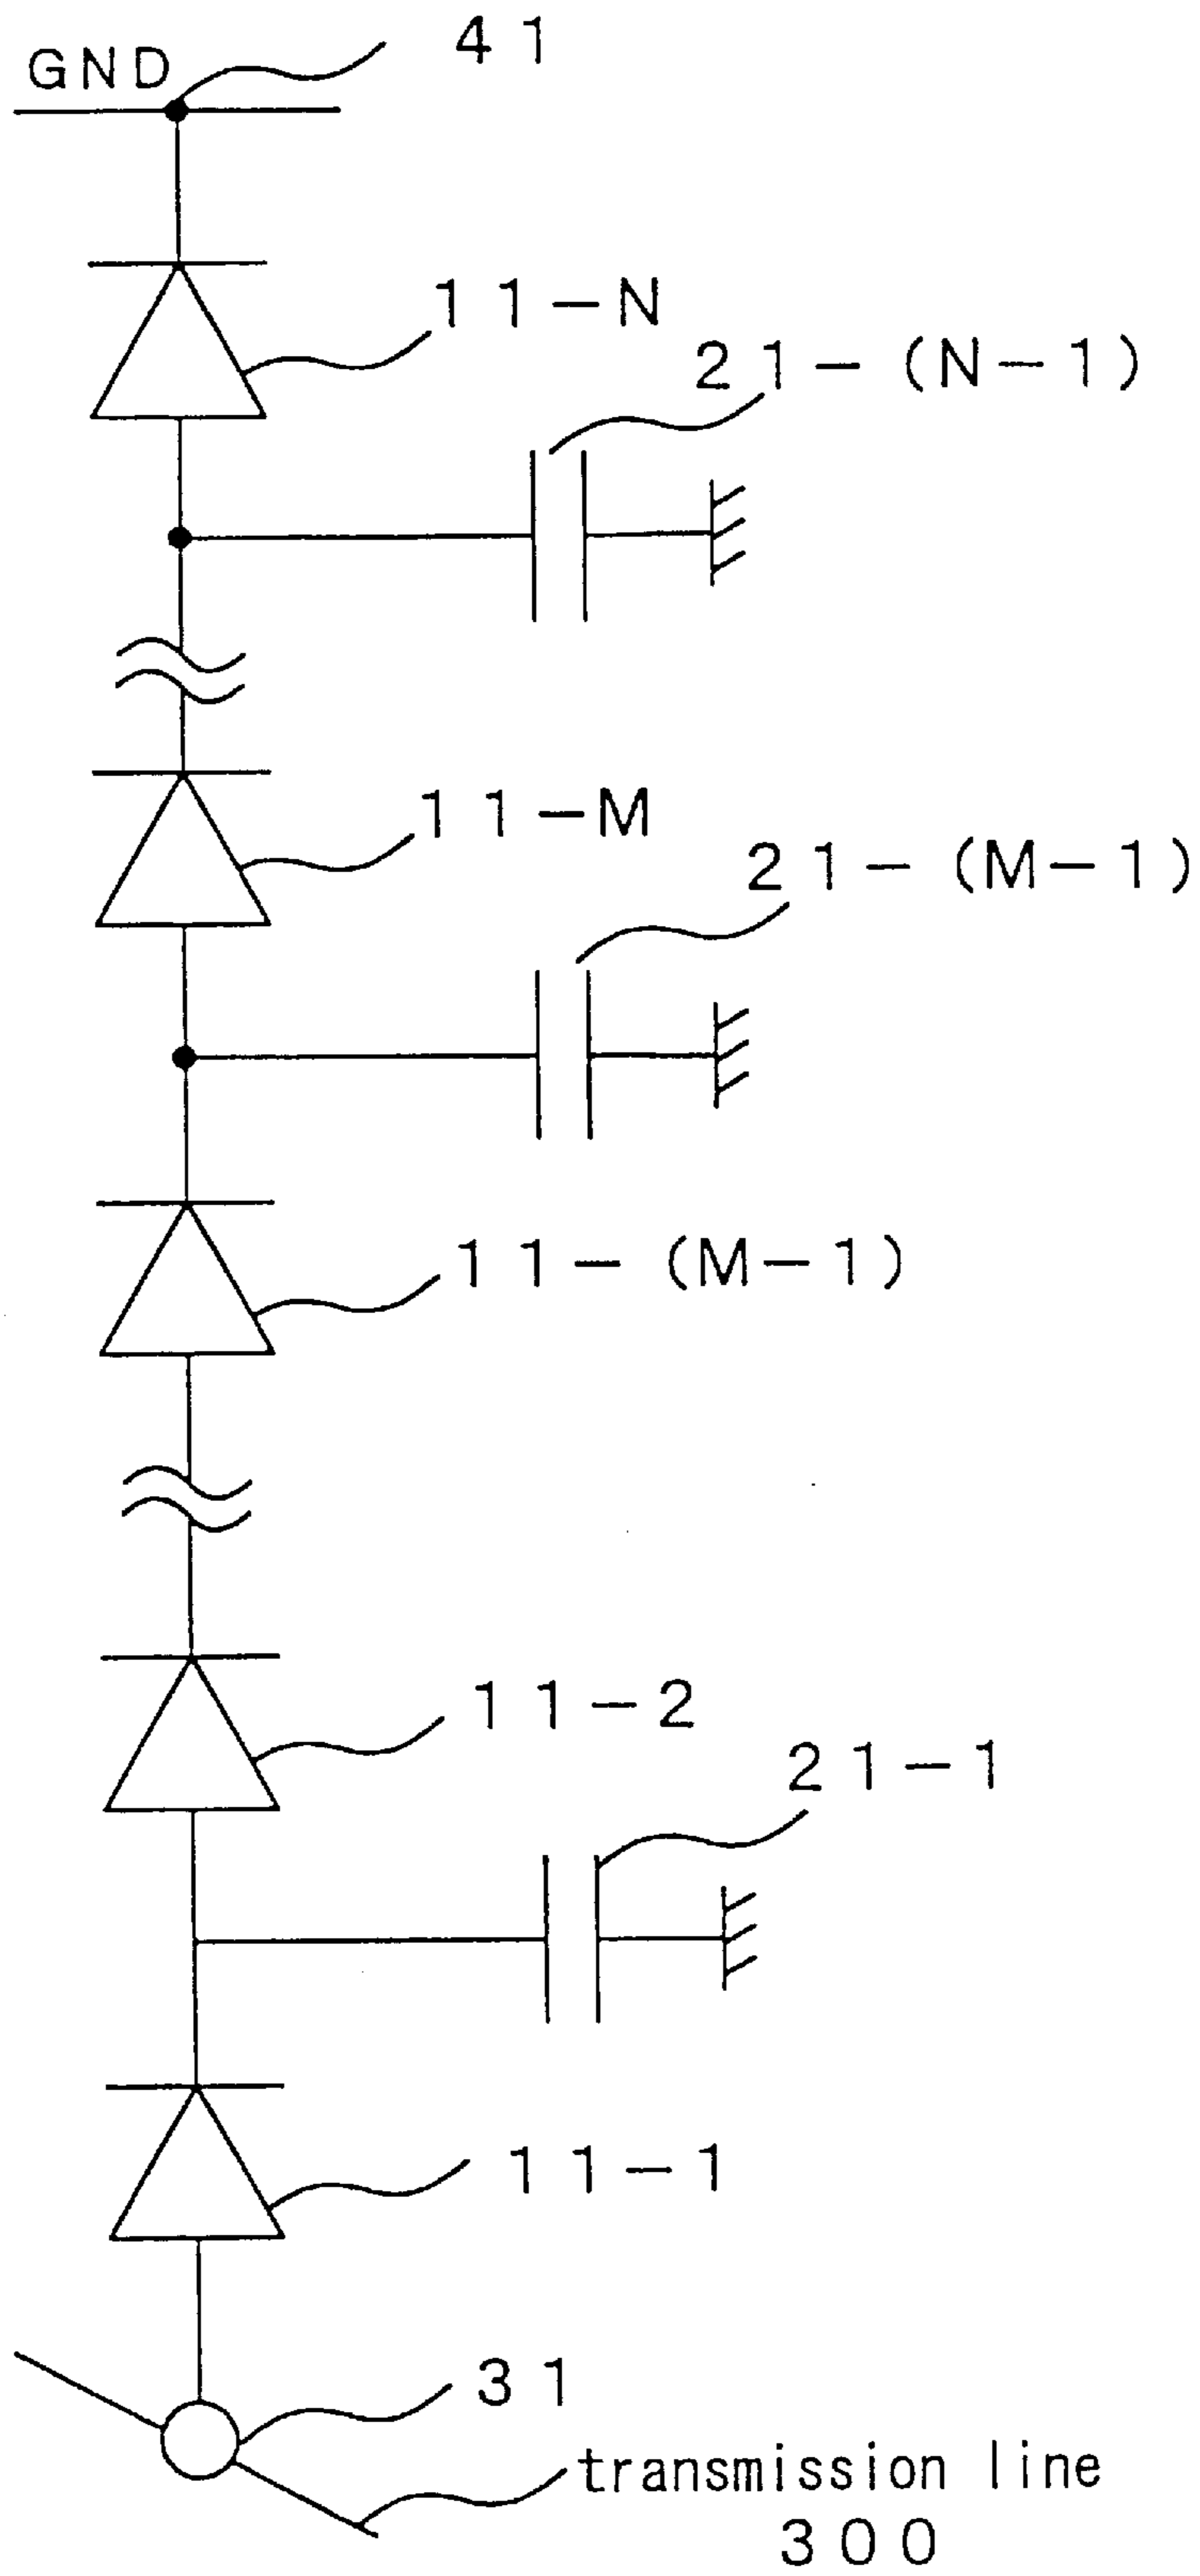 41
GND
11-N
21-(N-1)
11-M
21-(M-1)
11-(M-1)
11-2
21-1
11-1
31
transmission line
300